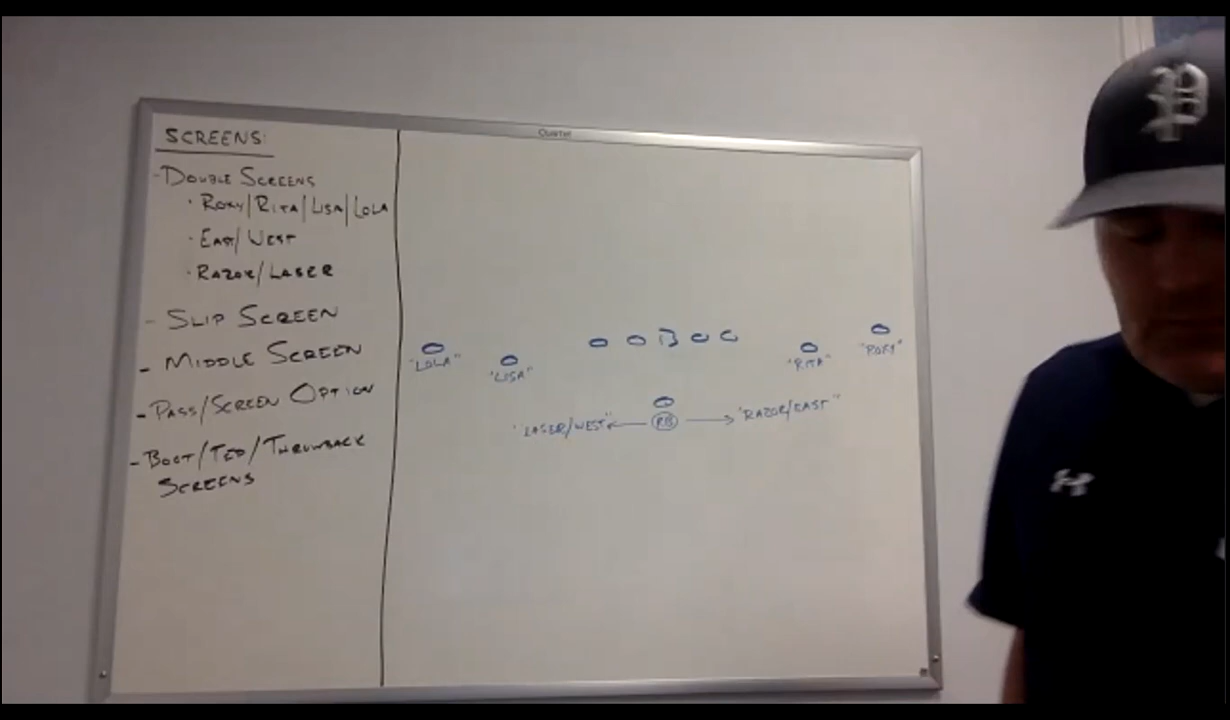 SCREENS:
- DOUBLE SCREENS
· ROXY/RITA/LISA/LOLA
· EAST/WEST
· RAZOR/LASER
- SLIP SCREEN
- MIDDLE SCREEN
- PASS/SCREEN OPTION
- BOOT/TED/THROWBACK
SCREENS
Quartet
"LOLA"
"LISA"
"RITA"
"ROXY"
"LASER/WEST"
RB
"RAZOR/EAST"
P